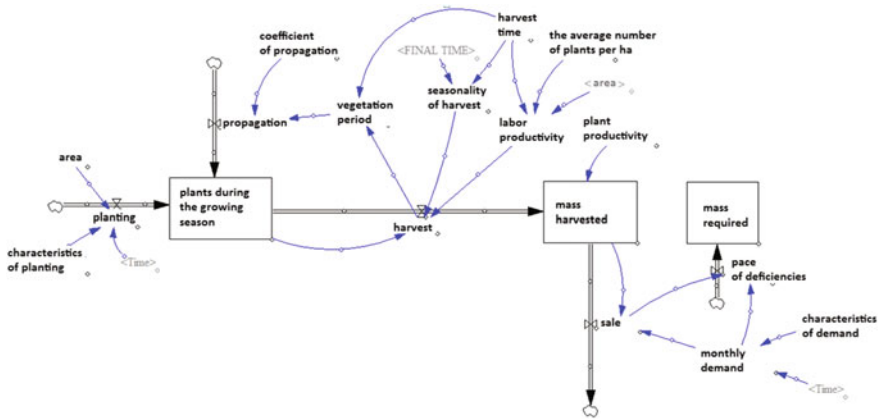 coefficient
of propagation
harvest
time
the average number
of plants per ha
<FINAL TIME>
<area>
seasonality
of harvest
vegetation
period
propagation
labor
productivity
plant
productivity
area
plants during
the growing
season
mass
harvested
mass
required
planting
harvest
characteristics
of planting
<Time>
pace
of deficiencies
sale
characteristics
of demand
monthly
demand
<Time>